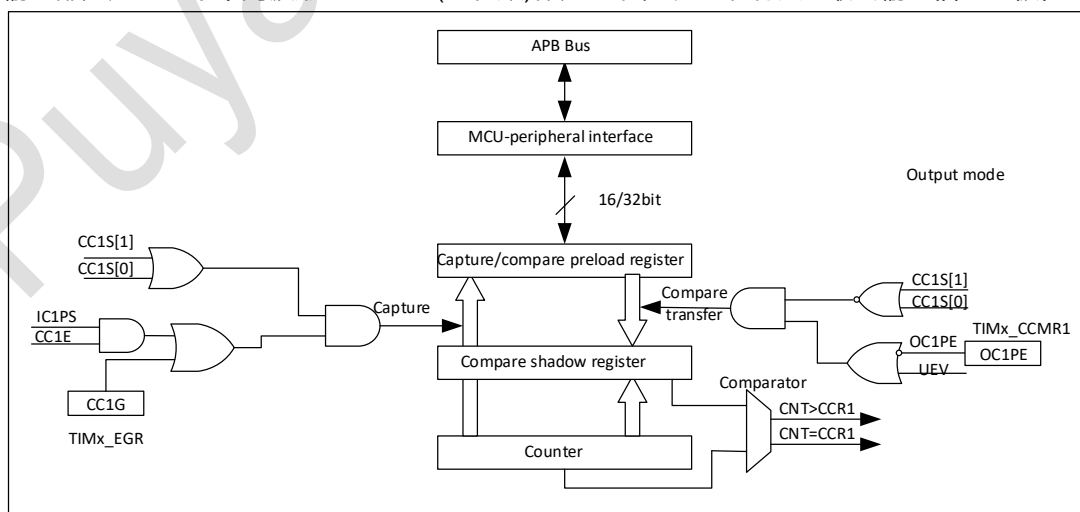 APB Bus
MCU-peripheral interface
Output mode
16/32bit
CC1S[1]
CC1S[0]
Capture/compare preload register
IC1PS
CC1E
Capture
Compare
transfer
CC1S[1]
CC1S[0]
TIMx_CCMR1
OC1PE
OC1PE
UEV
Compare shadow register
CC1G
TIMx_EGR
Comparator
CNT>CCR1
CNT=CCR1
Counter
Puya